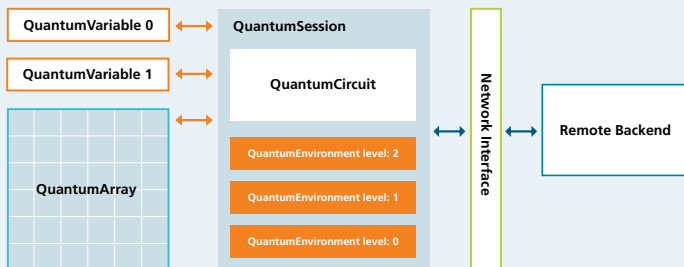 QuantumVariable 0
QuantumVariable 1
QuantumArray
QuantumSession
QuantumCircuit
QuantumEnvironment level: 2
QuantumEnvironment level: 1
QuantumEnvironment level: 0
Network Interface
Remote Backend